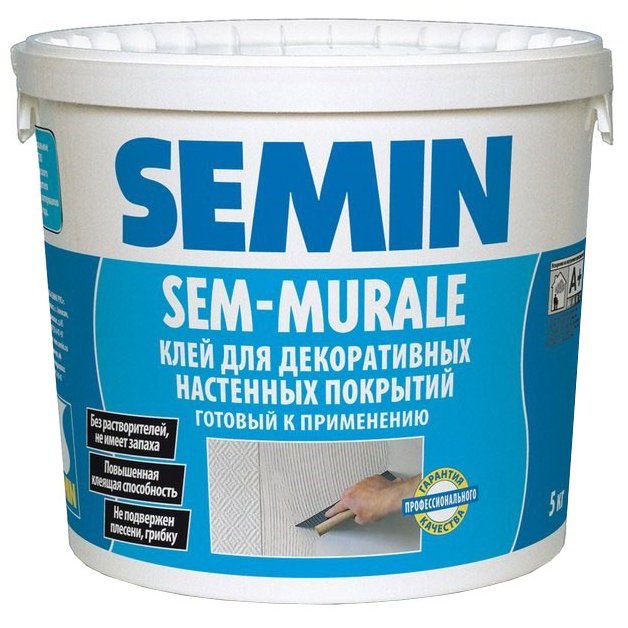 SEMIN
SEM-MURALE
КЛЕЙ ДЛЯ ДЕКОРАТИВНЫХ
НАСТЕННЫХ ПОКРЫТИЙ
ГОТОВЫЙ К ПРИМЕНЕНИЮ
Без растворителей,
не имеет запаха
Повышенная
клеящая способность
Не подвержен
плесени, грибку
ГАРАНТИЯ
ПРОФЕССИОНАЛЬНОГО
КАЧЕСТВА
A+
5 кг